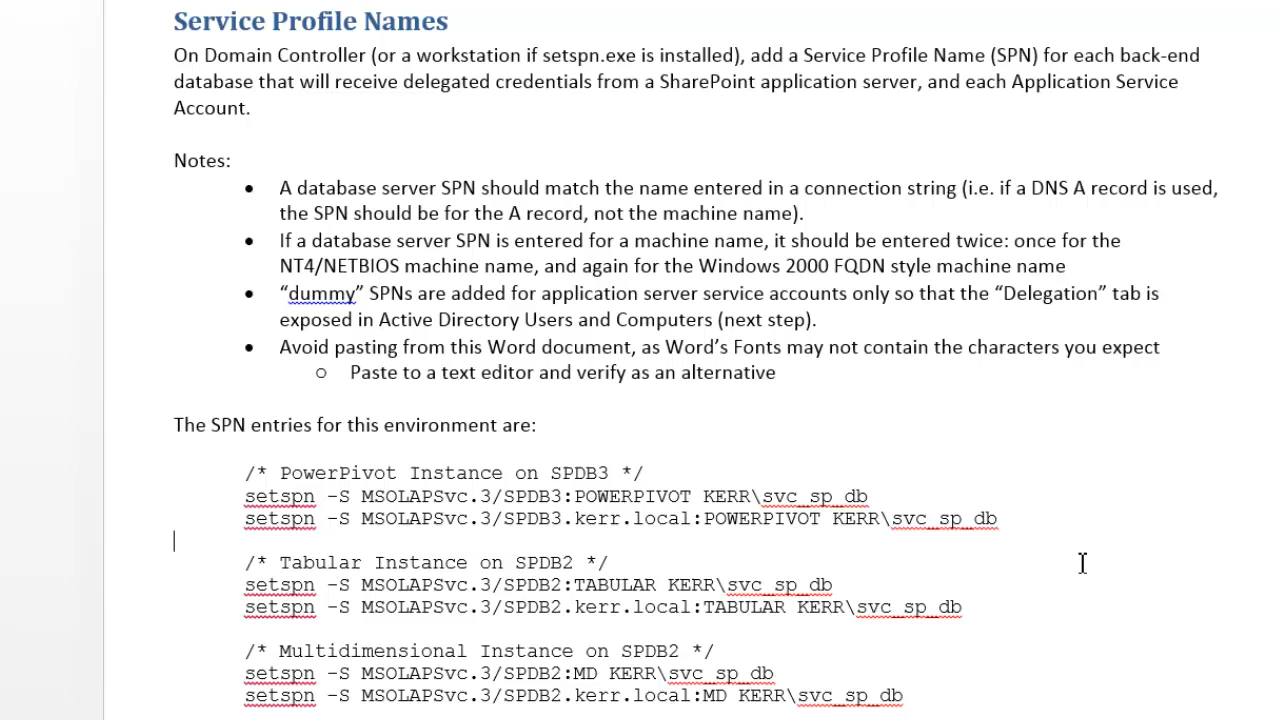 Service Profile Names
On Domain Controller (or a workstation if setspn.exe is installed), add a Service Profile Name (SPN) for each back-end
database that will receive delegated credentials from a SharePoint application server, and each Application Service
Account.
Notes:
• A database server SPN should match the name entered in a connection string (i.e. if a DNS A record is used,
the SPN should be for the A record, not the machine name).
• If a database server SPN is entered for a machine name, it should be entered twice: once for the
NT4/NETBIOS machine name, and again for the Windows 2000 FQDN style machine name
• “dummy” SPNs are added for application server service accounts only so that the “Delegation” tab is
exposed in Active Directory Users and Computers (next step).
• Avoid pasting from this Word document, as Word’s Fonts may not contain the characters you expect
○ Paste to a text editor and verify as an alternative
The SPN entries for this environment are:
/* PowerPivot Instance on SPDB3 */
setspn –S MSOLAPSvc.3/SPDB3:POWERPIVOT KERR\svc_sp_db
setspn –S MSOLAPSvc.3/SPDB3.kerr.local:POWERPIVOT KERR\svc_sp_db
/* Tabular Instance on SPDB2 */
setspn –S MSOLAPSvc.3/SPDB2:TABULAR KERR\svc_sp_db
setspn –S MSOLAPSvc.3/SPDB2.kerr.local:TABULAR KERR\svc_sp_db
/* Multidimensional Instance on SPDB2 */
setspn –S MSOLAPSvc.3/SPDB2:MD KERR\svc_sp_db
setspn –S MSOLAPSvc.3/SPDB2.kerr.local:MD KERR\svc_sp_db